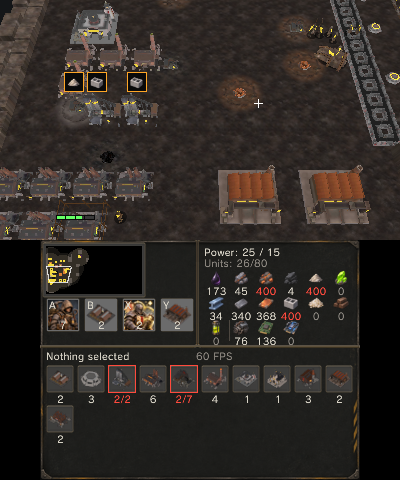 Power: 25 / 15
Units: 26/80
173 45 400 4 400 0
34 340 368 400 0 0
0 76 136 0
A B X Y
2 2
Nothing selected 60 FPS
2 3 2/2 6 2/7 4 1 1 3 2
2